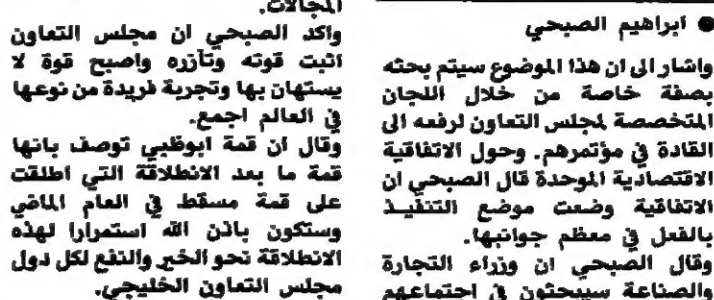 ● ابراهيم الصبحي
واشار الى ان هذا الموضوع سيتم بحثه
بصفة خاصة من خلال اللجان
المتخصصة لمجلس التعاون لرفعه الى
القادة في مؤتمرهم. وحول الاتفاقية
الاقتصادية الموحدة قال الصبحي ان
الاتفاقية وضعت موضع التنفيذ
بالفعل في معظم جوانبها.
وقال الصبحي ان وزراء التجارة
والصناعة سيبحثون في اجتماعهم
المجالات.
واكد الصبحي ان مجلس التعاون
اثبت قوته وتآزره واصبح قوة لا
يستهان بها وتجربة فريدة من نوعها
في العالم اجمع.
وقال ان قمة ابوظبي توصف بانها
قمة ما بعد الانطلاقة التي اطلقت
على قمة مسقط في العام الماضي
وستكون باذن الله استمرارا لهذه
الانطلاقة نحو الخير والنفع لكل دول
مجلس التعاون الخليجي.